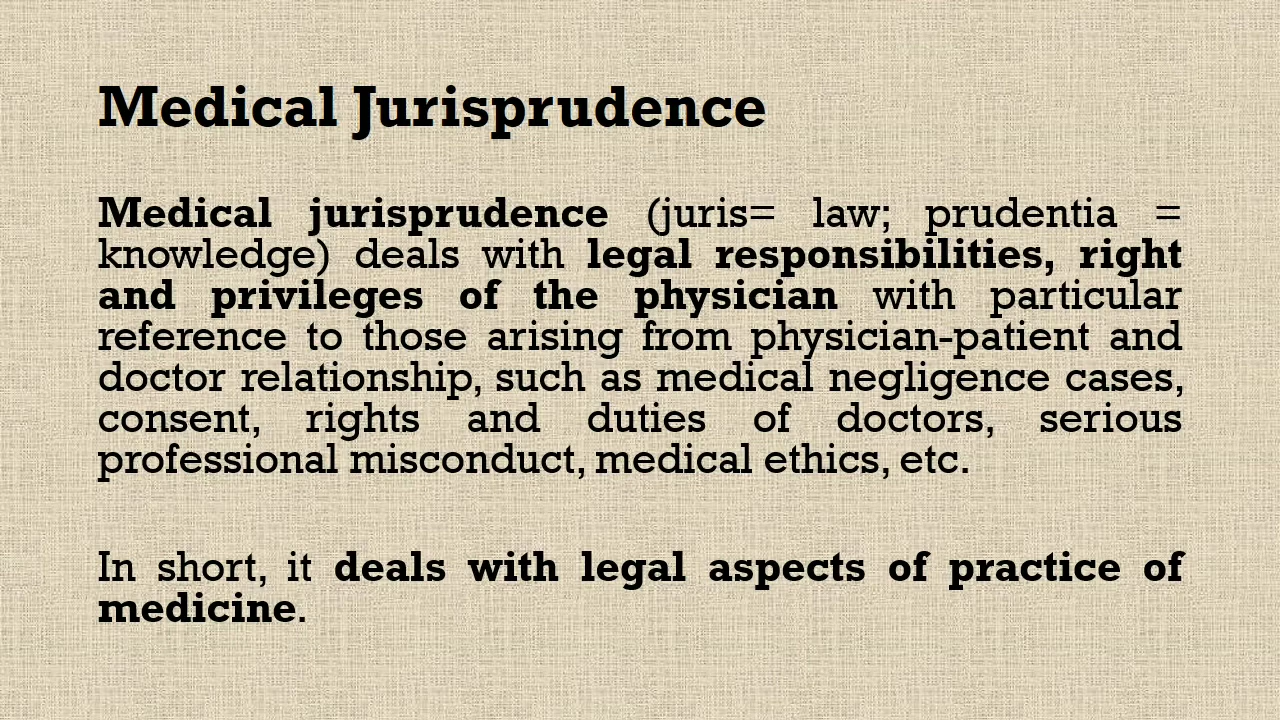 Medical Jurisprudence
Medical jurisprudence (juris= law; prudentia =
knowledge) deals with legal responsibilities, right
and privileges of the physician with particular
reference to those arising from physician-patient and
doctor relationship, such as medical negligence cases,
consent, rights and duties of doctors, serious
professional misconduct, medical ethics, etc.
In short, it deals with legal aspects of practice of
medicine.